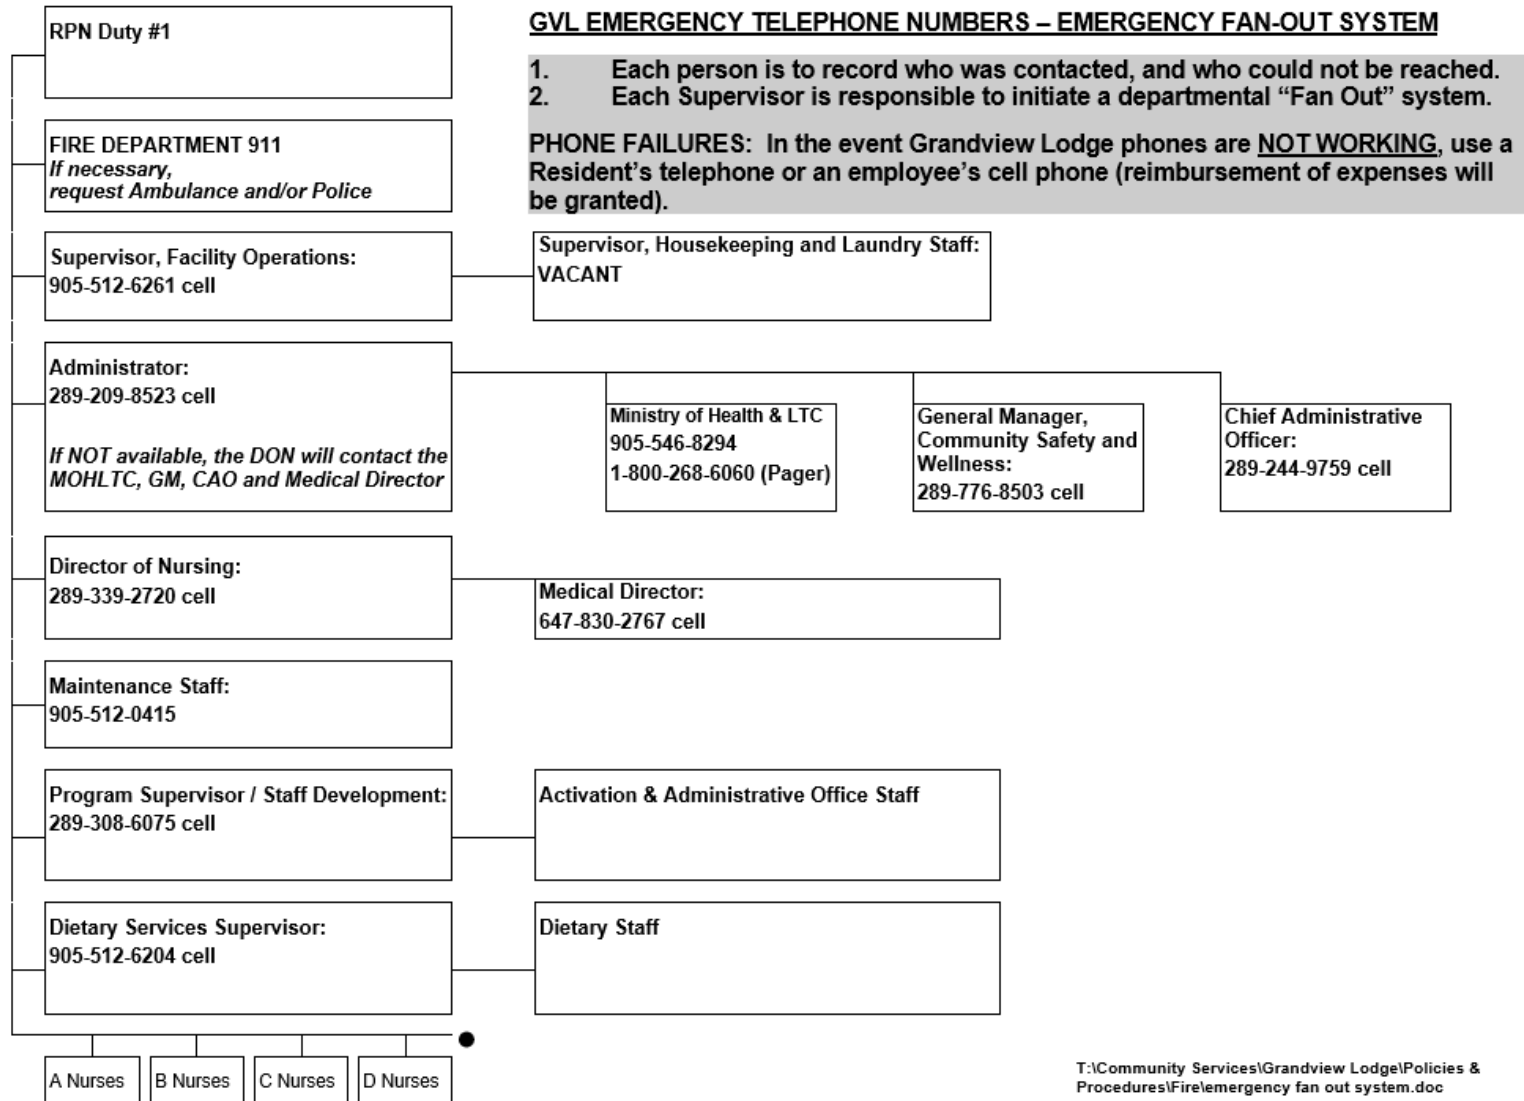 RPN Duty #1
GVL EMERGENCY TELEPHONE NUMBERS – EMERGENCY FAN-OUT SYSTEM
1. Each person is to record who was contacted, and who could not be reached.
2. Each Supervisor is responsible to initiate a departmental “Fan Out” system.
PHONE FAILURES: In the event Grandview Lodge phones are NOT WORKING, use a
Resident’s telephone or an employee’s cell phone (reimbursement of expenses will
be granted).
FIRE DEPARTMENT 911
If necessary,
request Ambulance and/or Police
Supervisor, Facility Operations:
905-512-6261 cell
Supervisor, Housekeeping and Laundry Staff:
VACANT
Administrator:
289-209-8523 cell
If NOT available, the DON will contact the
MOHLTC, GM, CAO and Medical Director
Ministry of Health & LTC
905-546-8294
1-800-268-6060 (Pager)
General Manager,
Community Safety and
Wellness:
289-776-8503 cell
Chief Administrative
Officer:
289-244-9759 cell
Director of Nursing:
289-339-2720 cell
Medical Director:
647-830-2767 cell
Maintenance Staff:
905-512-0415
Program Supervisor / Staff Development:
289-308-6075 cell
Activation & Administrative Office Staff
Dietary Services Supervisor:
905-512-6204 cell
Dietary Staff
A Nurses
B Nurses
C Nurses
D Nurses
T:\Community Services\Grandview Lodge\Policies &
Procedures\Fire\emergency fan out system.doc